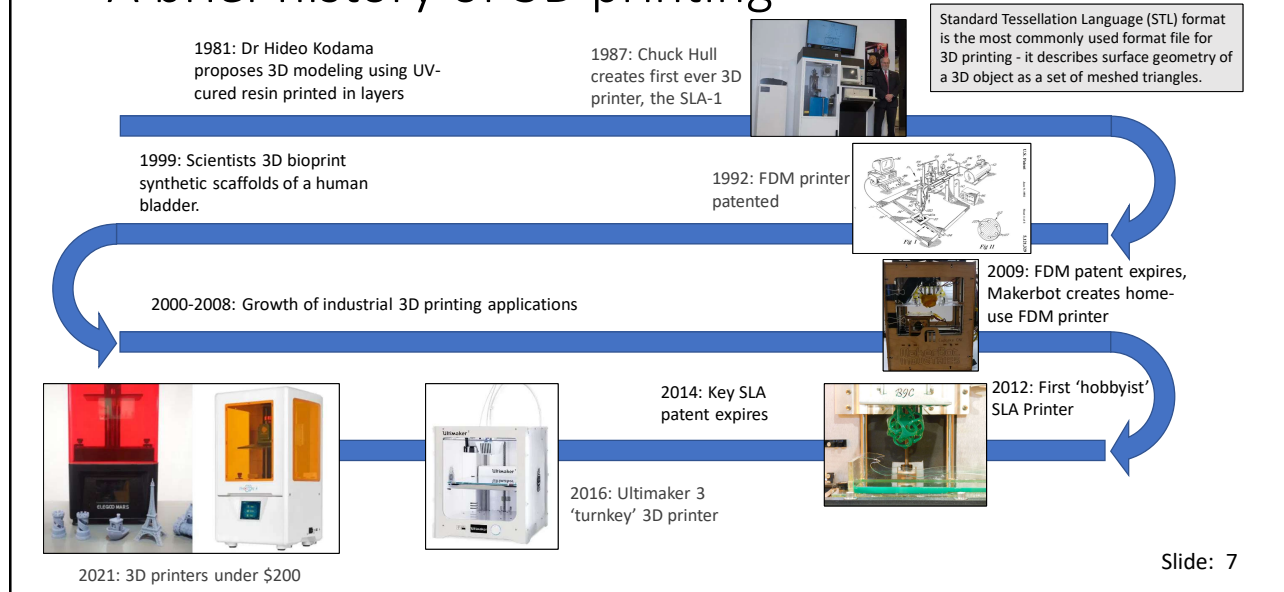 A brief history of 3D printing
Standard Tessellation Language (STL) format
is the most commonly used format file for
3D printing - it describes surface geometry of
a 3D object as a set of meshed triangles.
1981: Dr Hideo Kodama
proposes 3D modeling using UV-
cured resin printed in layers
1987: Chuck Hull
creates first ever 3D
printer, the SLA-1
1999: Scientists 3D bioprint
synthetic scaffolds of a human
bladder.
1992: FDM printer
patented
Fig I
Fig II
2000-2008: Growth of industrial 3D printing applications
2009: FDM patent expires,
Makerbot creates home-
use FDM printer
2014: Key SLA
patent expires
2012: First ‘hobbyist’
SLA Printer
BJC
ELEGOO MARS
Ultimaker
Ultimaker
2016: Ultimaker 3
‘turnkey’ 3D printer
2021: 3D printers under $200
Slide: 7